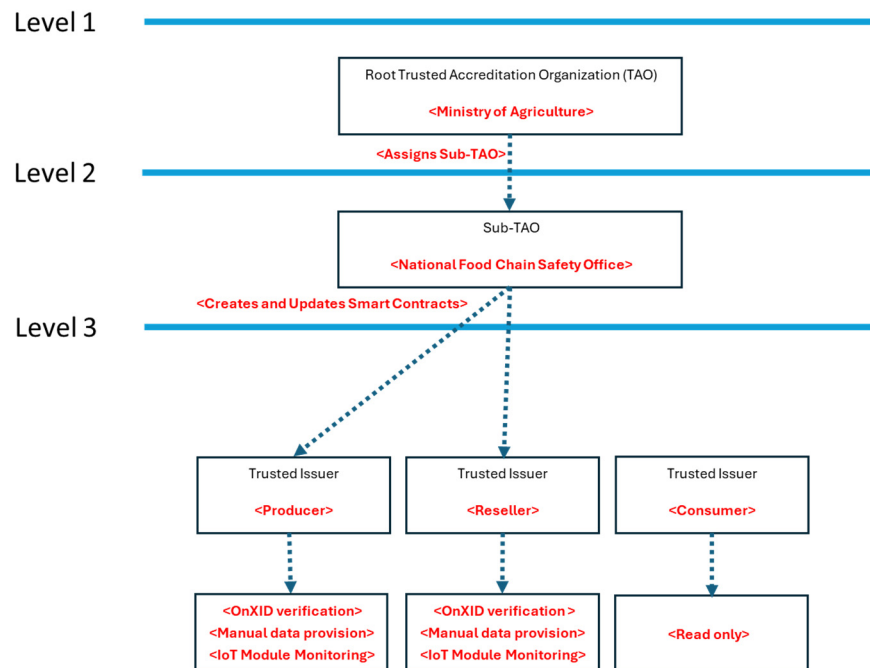 Level 1
Root Trusted Accreditation Organization (TAO)
<Ministry of Agriculture>
<Assigns Sub-TAO>
Level 2
Sub-TAO
<National Food Chain Safety Office>
<Creates and Updates Smart Contracts>
Level 3
Trusted Issuer
<Producer>
Trusted Issuer
<Reseller>
Trusted Issuer
<Consumer>
<OnXID verification>
<Manual data provision>
<IoT Module Monitoring>
<OnXID verification >
<Manual data provision>
<IoT Module Monitoring>
<Read only>